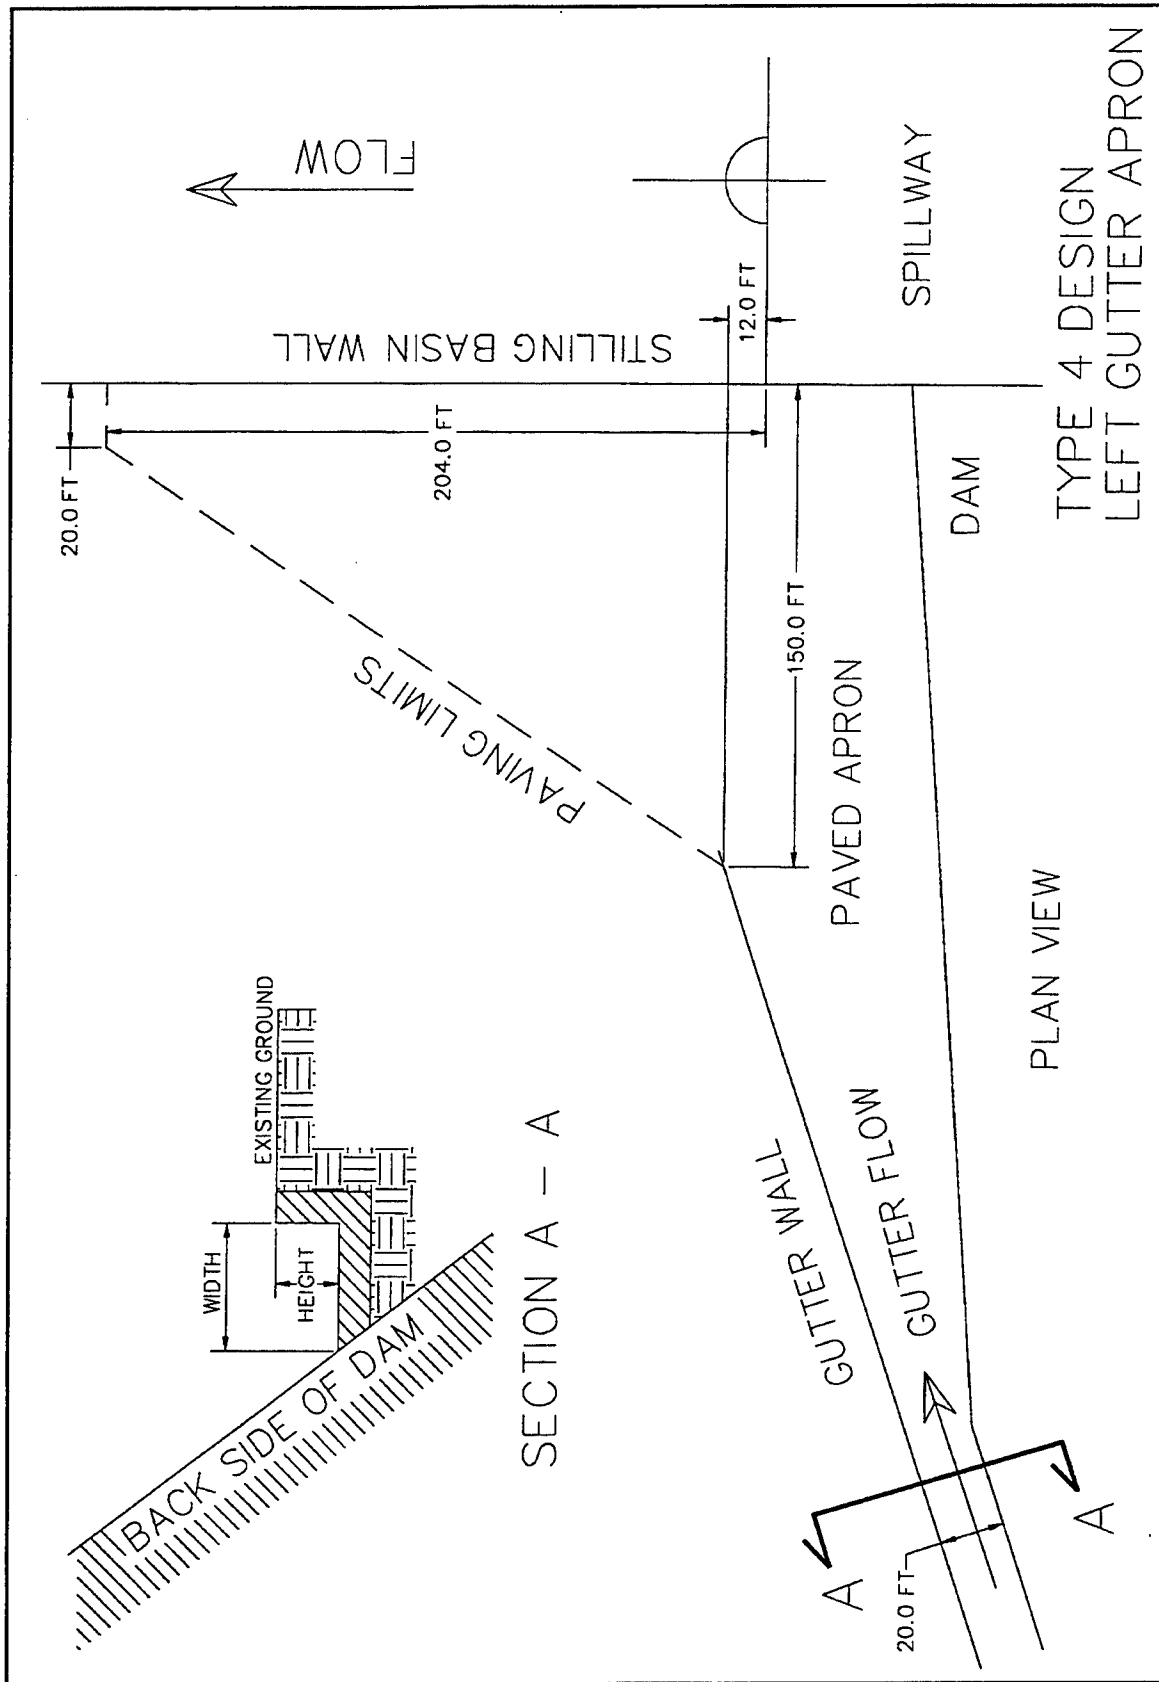 BACK SIDE OF DAM
WIDTH
HEIGHT
EXISTING GROUND
SECTION A - A
20.0 FT
PAVING LIMITS
204.0 FT
STILLING BASIN WALL
FLOW
12.0 FT
SPILLWAY
150.0 FT
PAVED APRON
DAM
GUTTER WALL
GUTTER FLOW
A
A
20.0 FT
PLAN VIEW
TYPE 4 DESIGN
LEFT GUTTER APRON